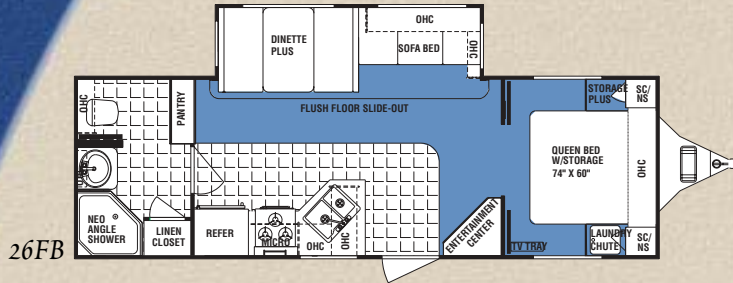 OHC
DINETTE
PLUS
SOFA BED
OHC
FLUSH FLOOR SLIDE-OUT
OHC
PANTRY
STORAGE
PLUS
SC/
NS
QUEEN BED
W/STORAGE
74" X 60"
OHC
NEO
ANGLE
SHOWER
LINEN
CLOSET
REFER
MICRO
OHC
OHC
ENTERTAINMENT
CENTER
TV TRAY
LAUNDRY
CHUTE
SC/
NS
26FB